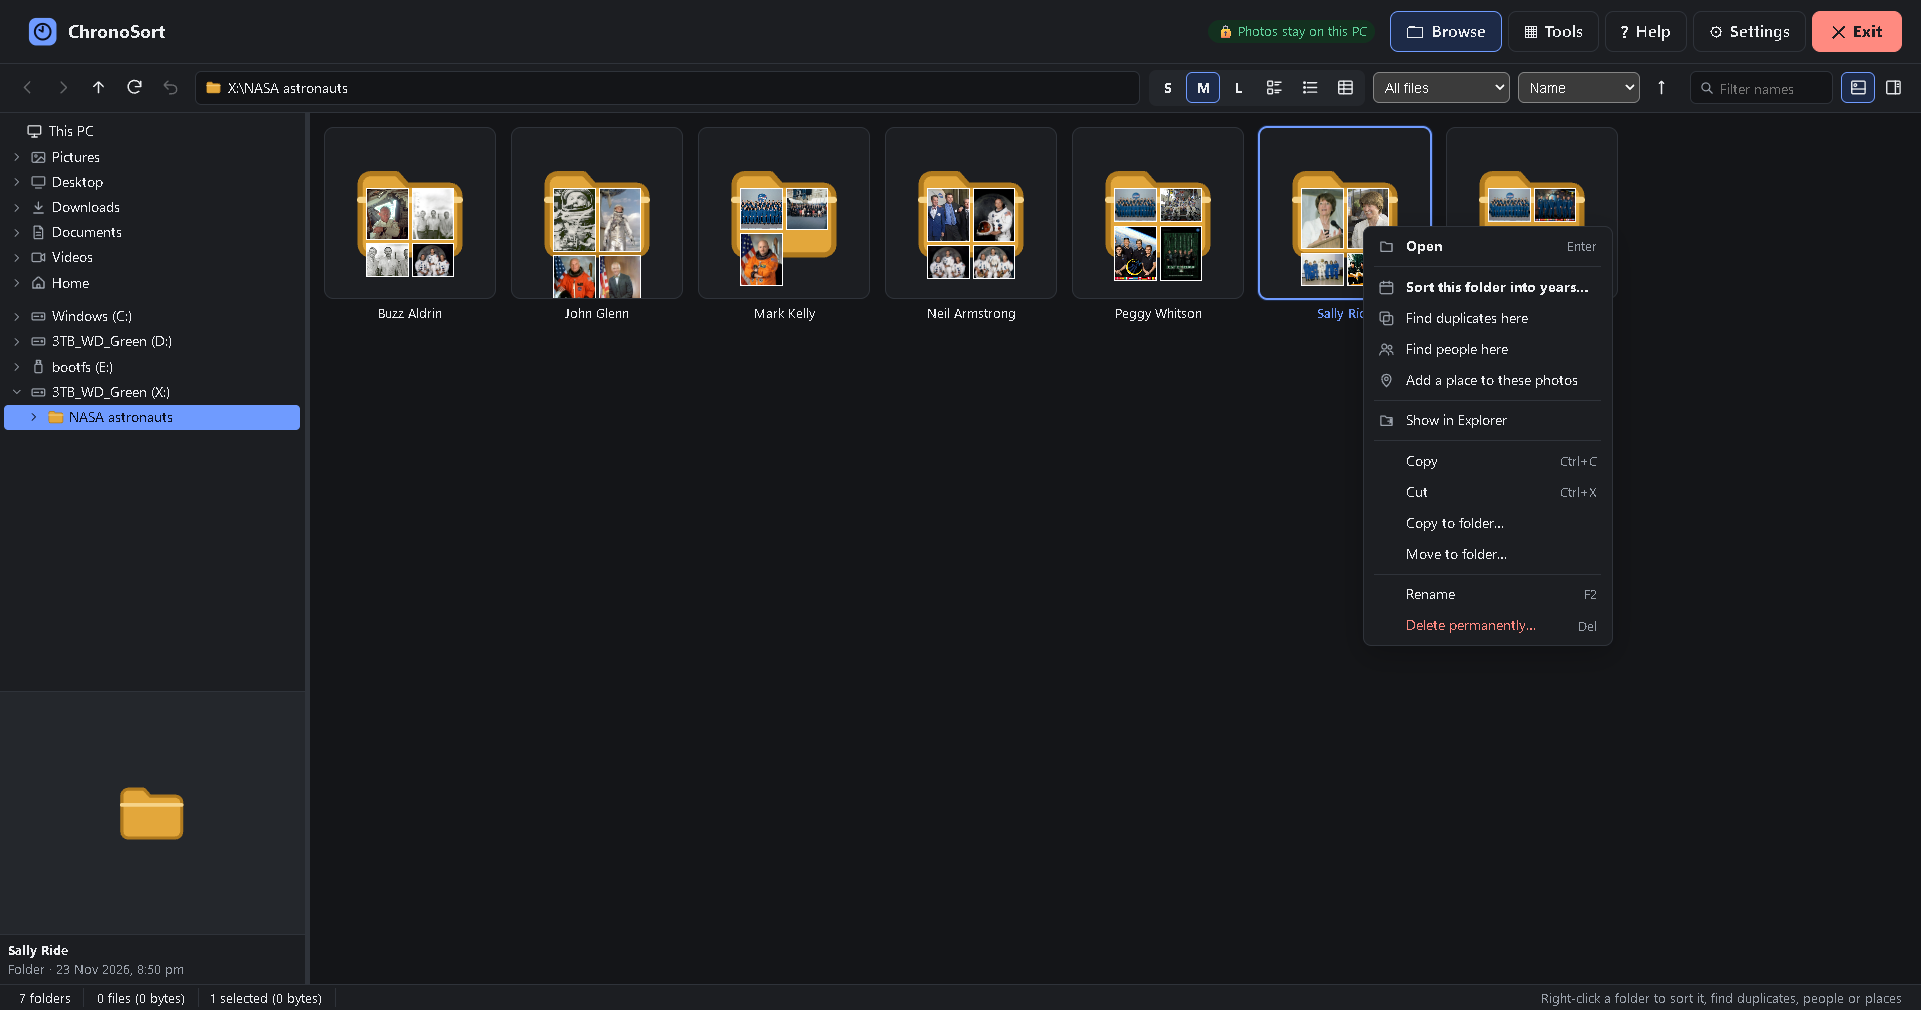 ChronoSort
Photos stay on this PC
Browse
Tools
? Help
Settings
Exit
X:\NASA astronauts
S
M
L
All files
Name
Filter names
This PC
Pictures
Desktop
Downloads
Documents
Videos
Home
Windows (C:)
3TB_WD_Green (D:)
bootfs (E:)
3TB_WD_Green (X:)
NASA astronauts
Buzz Aldrin
John Glenn
Mark Kelly
Neil Armstrong
Peggy Whitson
Open Enter
Sort this folder into years...
Find duplicates here
Find people here
Add a place to these photos
Show in Explorer
Copy Ctrl+C
Cut Ctrl+X
Copy to folder...
Move to folder...
Rename F2
Delete permanently... Del
Sally Ride
Folder · 23 Nov 2026, 8:50 pm
7 folders
0 files (0 bytes)
1 selected (0 bytes)
Right-click a folder to sort it, find duplicates, people or places